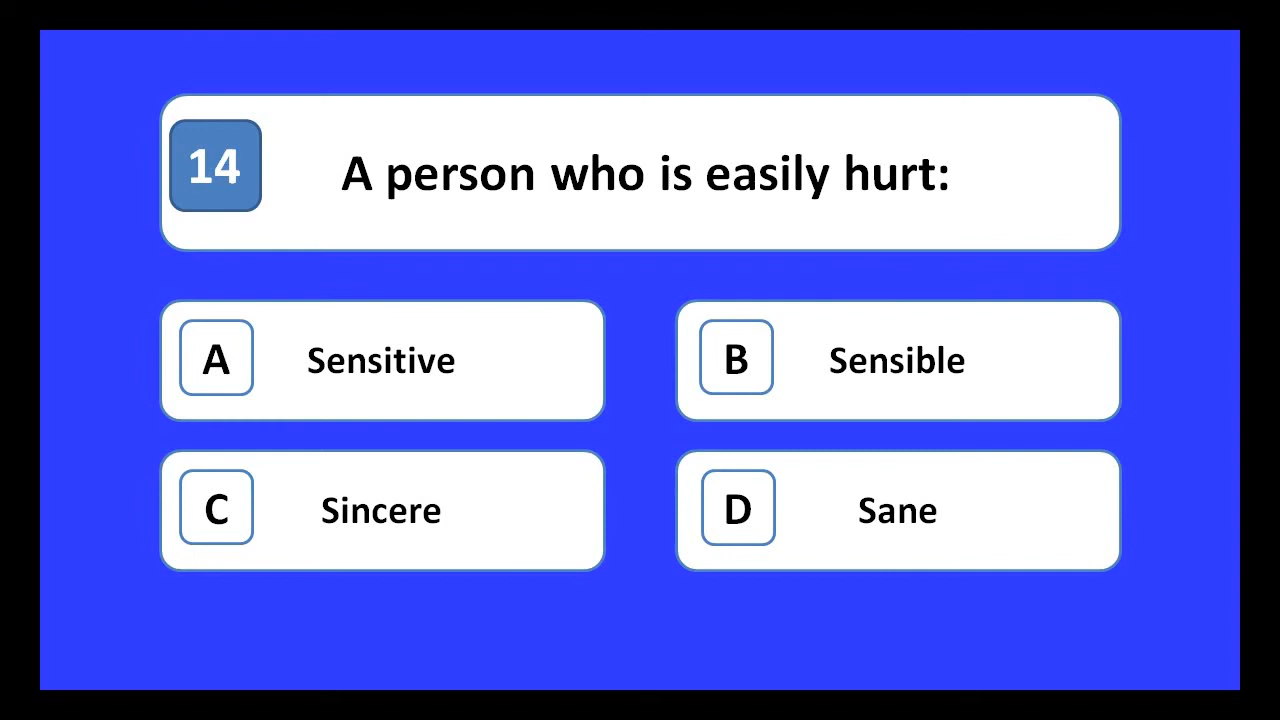 14
A person who is easily hurt:
A
Sensitive
B
Sensible
C
Sincere
D
Sane